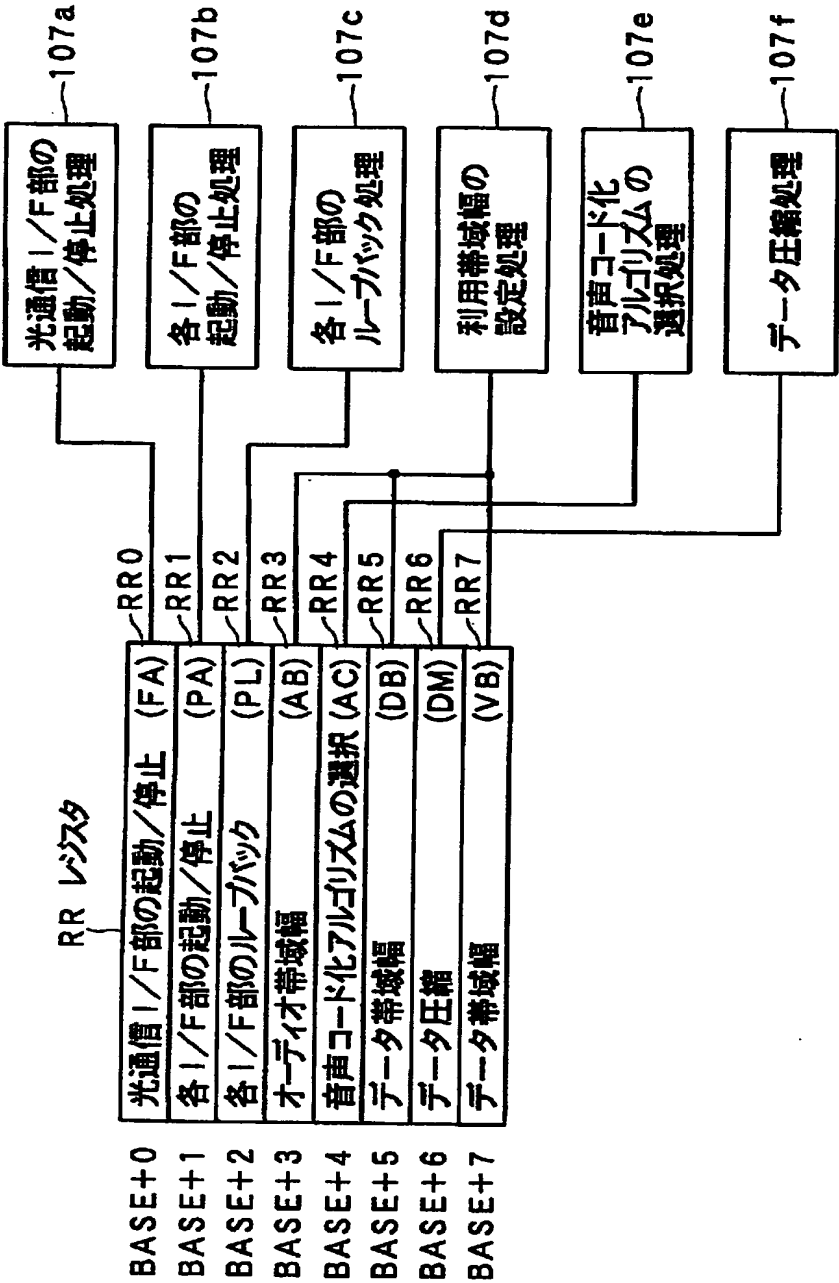 RR レジスタ
BASE+0 光通信I/F部の起動/停止 (FA) RR0
BASE+1 各I/F部の起動/停止 (PA) RR1
BASE+2 各I/F部のループバック (PL) RR2
BASE+3 オーディオ帯域幅 (AB) RR3
BASE+4 音声コード化アルゴリズムの選択 (AC) RR4
BASE+5 データ帯域幅 (DB) RR5
BASE+6 データ圧縮 (DM) RR6
BASE+7 データ帯域幅 (VB) RR7
光通信I/F部の
起動/停止処理
107a
各I/F部の
起動/停止処理
107b
各I/F部の
ループバック処理
107c
利用帯域幅の
設定処理
107d
音声コード化
アルゴリズムの
選択処理
107e
データ圧縮処理
107f